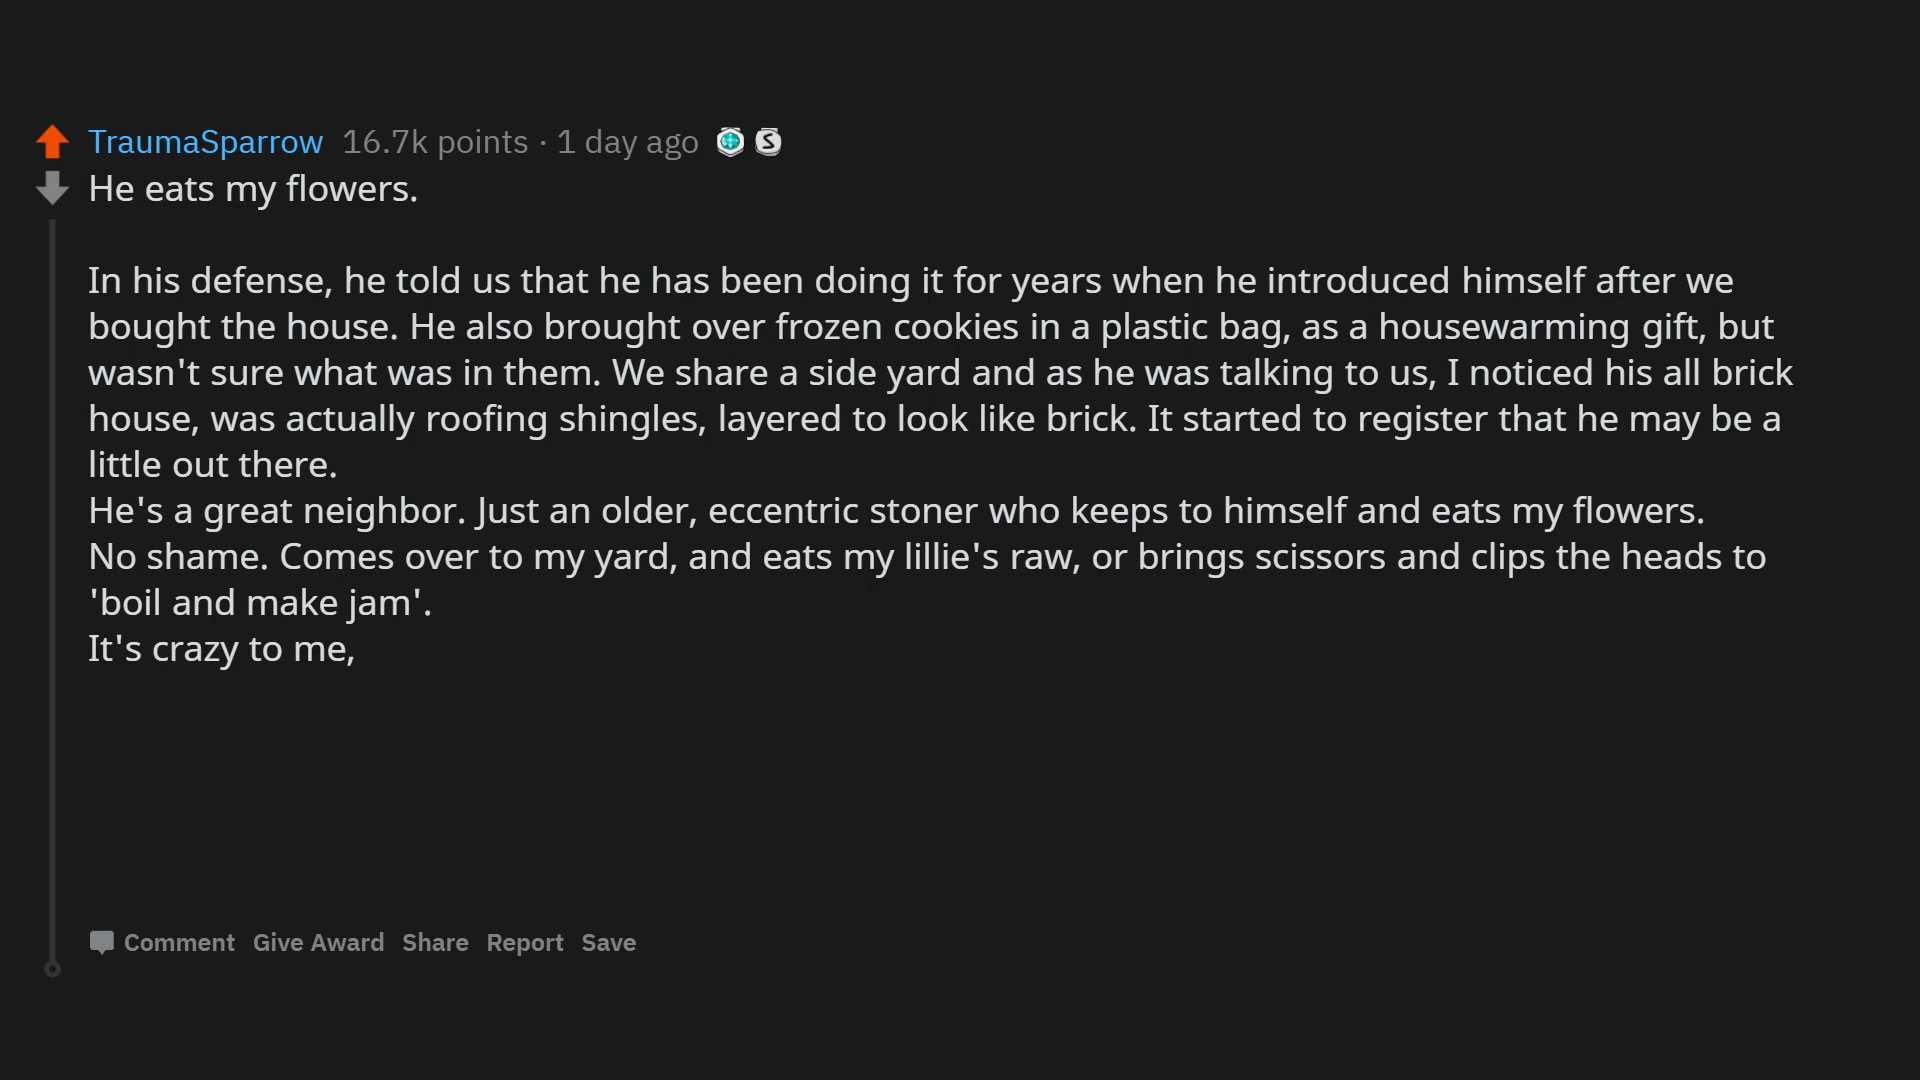 TraumaSparrow 16.7k points · 1 day ago
He eats my flowers.
In his defense, he told us that he has been doing it for years when he introduced himself after we
bought the house. He also brought over frozen cookies in a plastic bag, as a housewarming gift, but
wasn't sure what was in them. We share a side yard and as he was talking to us, I noticed his all brick
house, was actually roofing shingles, layered to look like brick. It started to register that he may be a
little out there.
He's a great neighbor. Just an older, eccentric stoner who keeps to himself and eats my flowers.
No shame. Comes over to my yard, and eats my lillie's raw, or brings scissors and clips the heads to
'boil and make jam'.
It's crazy to me,
Comment Give Award Share Report Save